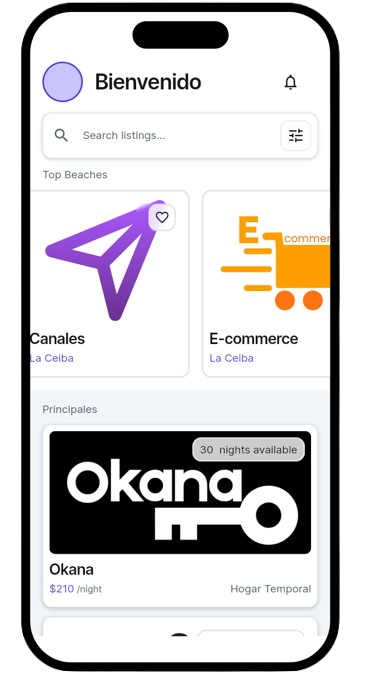 Bienvenido
Search listings...
Top Beaches
E
commer
Canales
La Ceiba
E-commerce
La Ceiba
Principales
30 nights available
Okana
Okana
$210 /night
Hogar Temporal